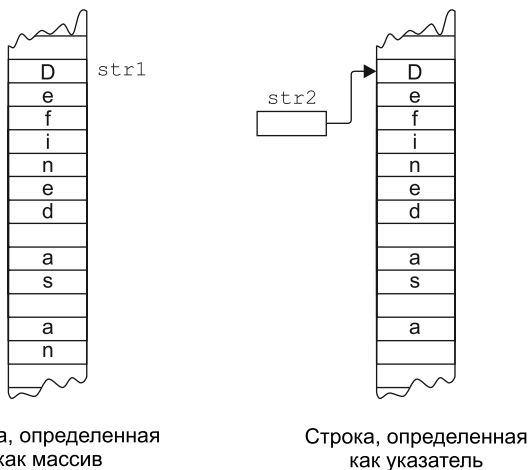 D
e
f
i
n
e
d
a
s
a
n
str1
а, определенная
как массив
str2
D
e
f
i
n
e
d
a
s
a
Строка, определенная
как указатель